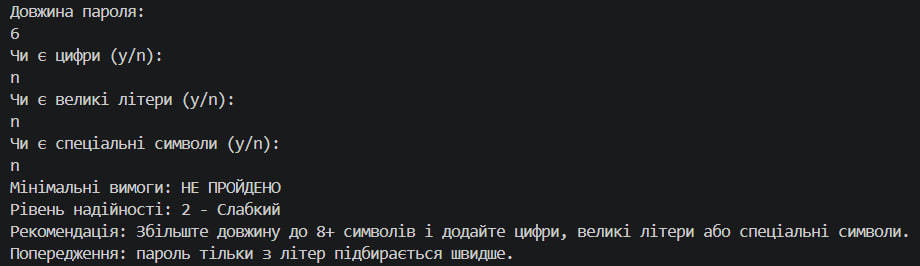 Довжина пароля:
6
Чи є цифри (y/n):
n
Чи є великі літери (y/n):
n
Чи є спеціальні символи (y/n):
n
Мінімальні вимоги: НЕ ПРОЙДЕНО
Рівень надійності: 2 - Слабкий
Рекомендація: Збільште довжину до 8+ символів і додайте цифри, великі літери або спеціальні символи.
Попередження: пароль тільки з літер підбирається швидше.